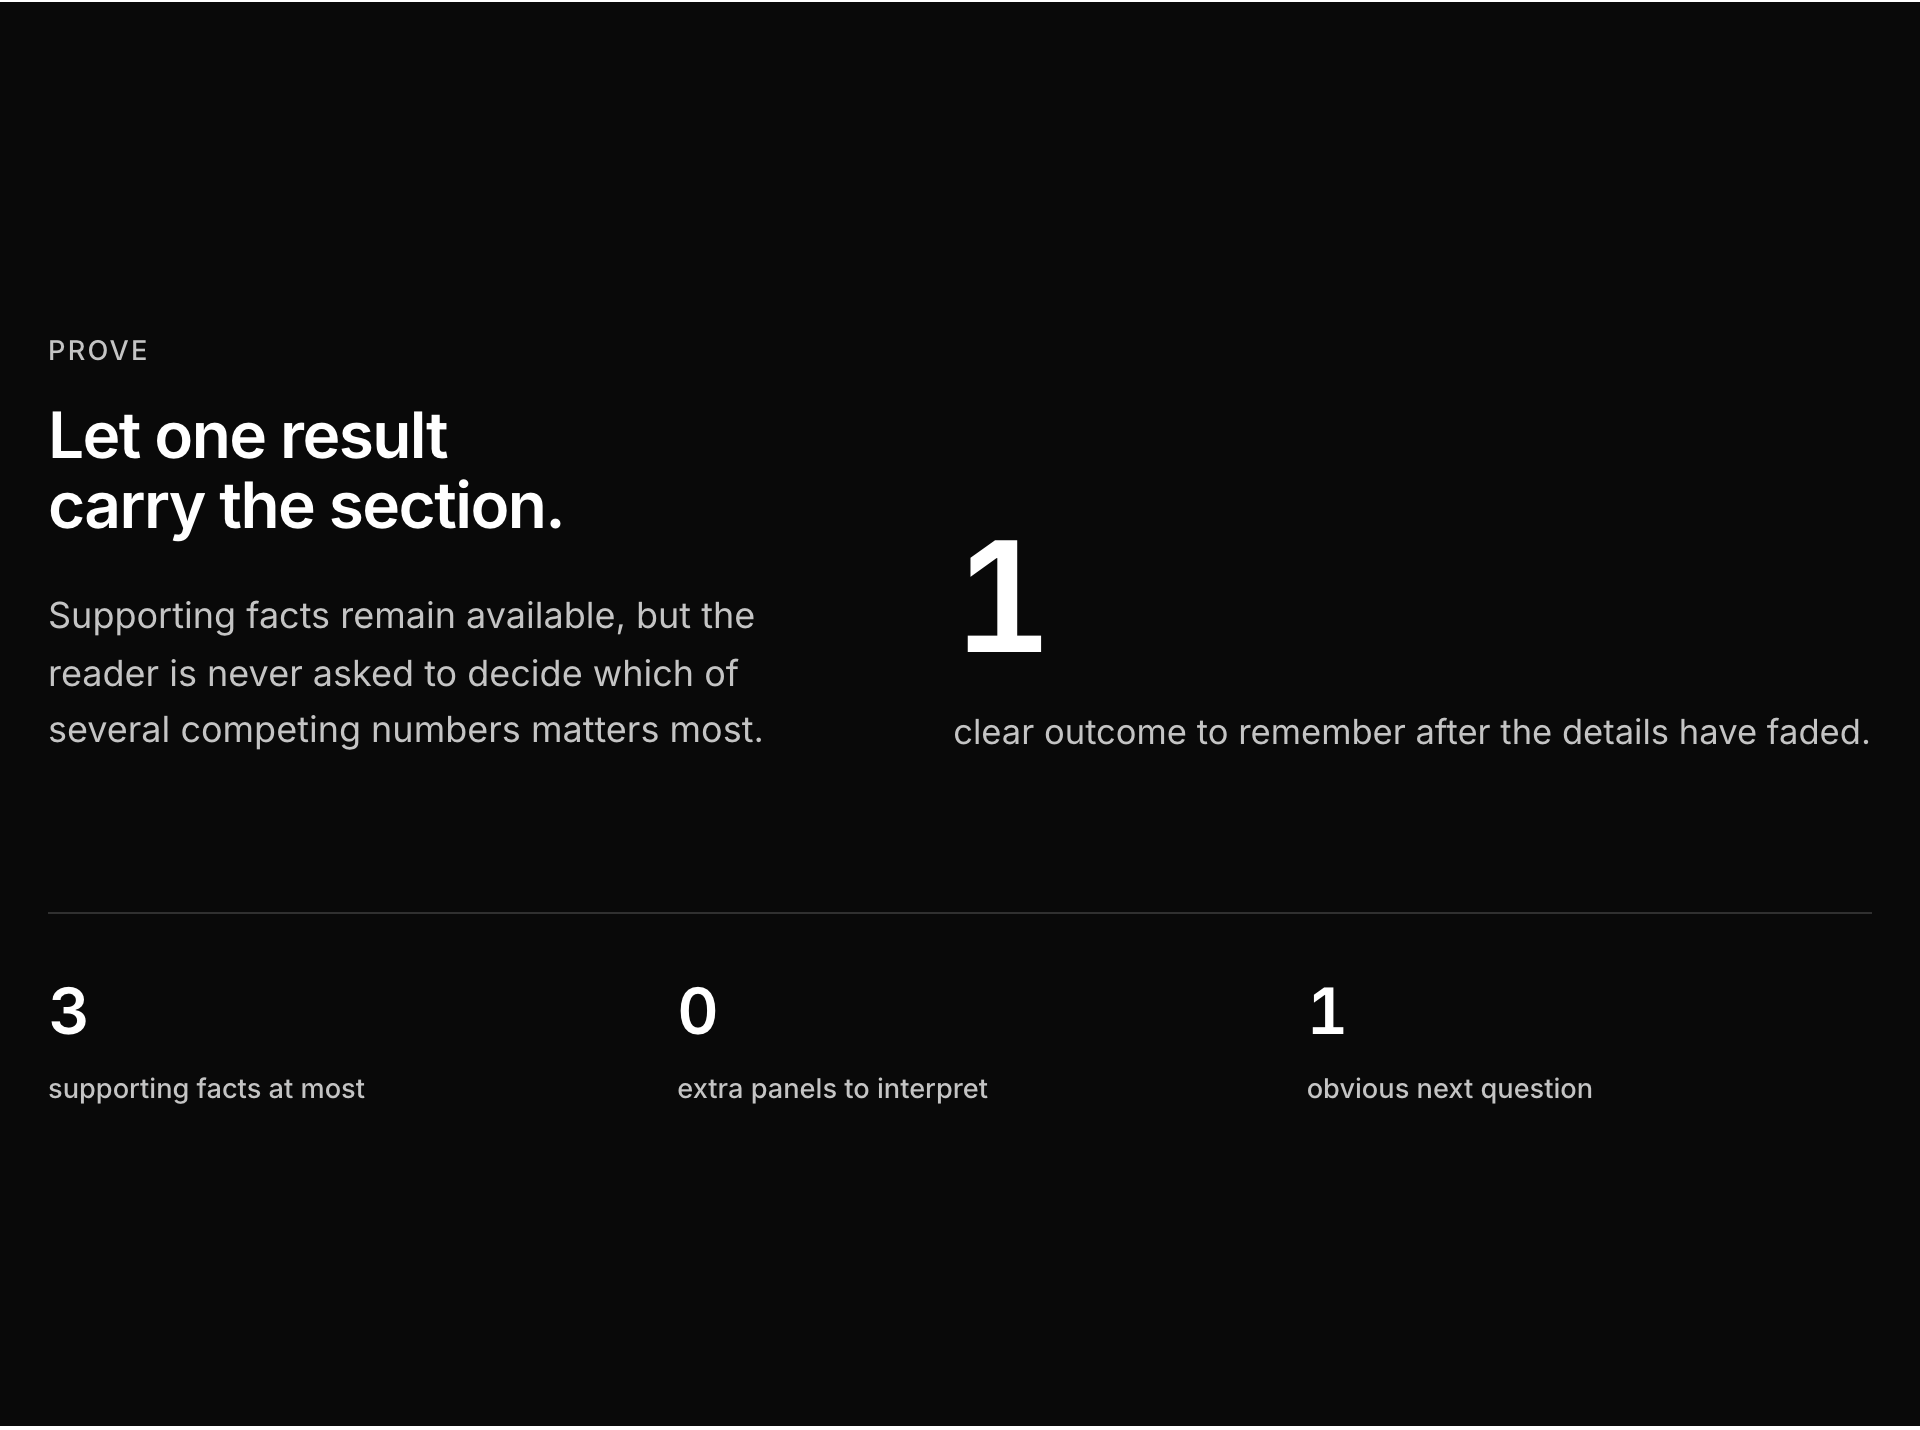 PROVE
Let one result
carry the section.
Supporting facts remain available, but the
reader is never asked to decide which of
several competing numbers matters most.
1
clear outcome to remember after the details have faded.
3
supporting facts at most
0
extra panels to interpret
1
obvious next question